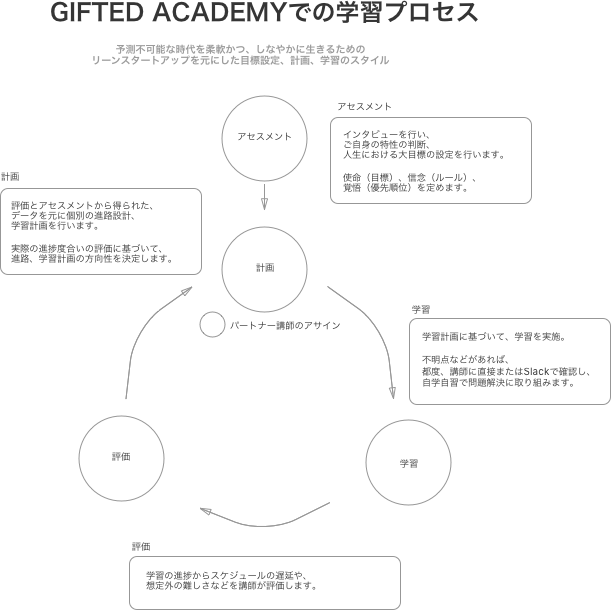 GIFTED ACADEMYでの学習プロセス
予測不可能な時代を柔軟かつ、しなやかに生きるための
リーンスタートアップを元にした目標設定、計画、学習のスタイル
アセスメント
アセスメント
インタビューを行い、
ご自身の特性の判断、
人生における大目標の設定を行います。
使命（目標）、信念（ルール）、
覚悟（優先順位）を定めます。
計画
評価とアセスメントから得られた、
データを元に個別の進路設計、
学習計画を行います。
実際の進捗度合いの評価に基づいて、
進路、学習計画の方向性を決定します。
計画
パートナー講師のアサイン
学習
学習計画に基づいて、学習を実施。
不明点などがあれば、
都度、講師に直接またはSlackで確認し、
自学自習で問題解決に取り組みます。
評価
学習
評価
学習の進捗からスケジュールの遅延や、
想定外の難しさなどを講師が評価します。